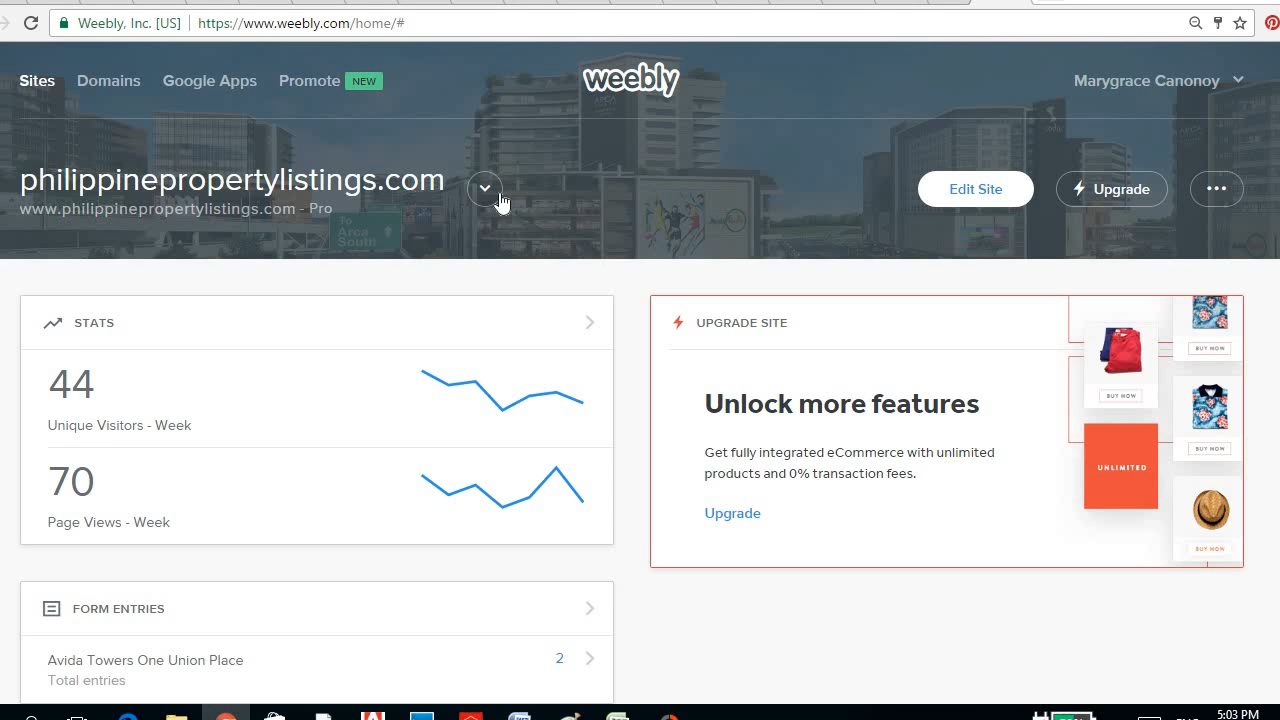 Weebly, Inc. [US] https://www.weebly.com/home/#
Sites Domains Google Apps Promote NEW weebly Marygrace Canonoy
philippinepropertylistings.com
www.philippinepropertylistings.com - Pro
Edit Site Upgrade
To
Arca
South
STATS
44
Unique Visitors - Week
70
Page Views - Week
UPGRADE SITE
Unlock more features
Get fully integrated eCommerce with unlimited
products and 0% transaction fees.
Upgrade
BUY NOW
BUY NOW
UNLIMITED
BUY NOW
BUY NOW
FORM ENTRIES
Avida Towers One Union Place 2
Total entries
5:03 PM